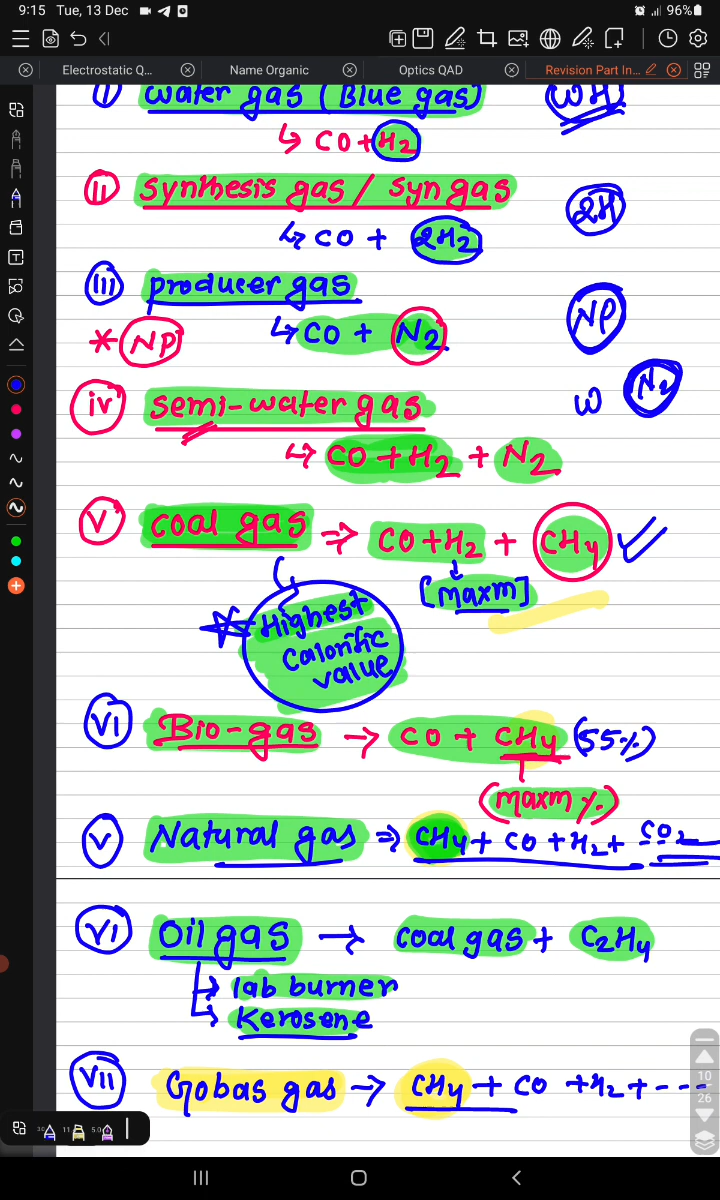 9:15 Tue, 13 Dec 96%
Electrostatic Q... Name Organic Optics QAD Revision Part In...
(i) Water gas (Blue gas) WH
↳ CO + H2
(ii) Synthesis gas / Syn gas 2H
↳ CO + 2H2
(iii) producer gas NP
* NP ↳ CO + N2
(iv) semi-water gas W N2
↳ CO + H2 + N2
(V) coal gas ⇒ CO + H2 + CH4
[maxm]
Highest
Calorific
value
(VI) Bio-gas → CO + CH4 (55%)
(maxm %)
(V) Natural gas ⇒ CH4 + CO + H2 + CO2
(VI) Oil gas → coal gas + C2H4
↳ lab burner
↳ Kerosene
(VII) Gobas gas → CH4 + CO + H2 + ---
10
26
11 5.0